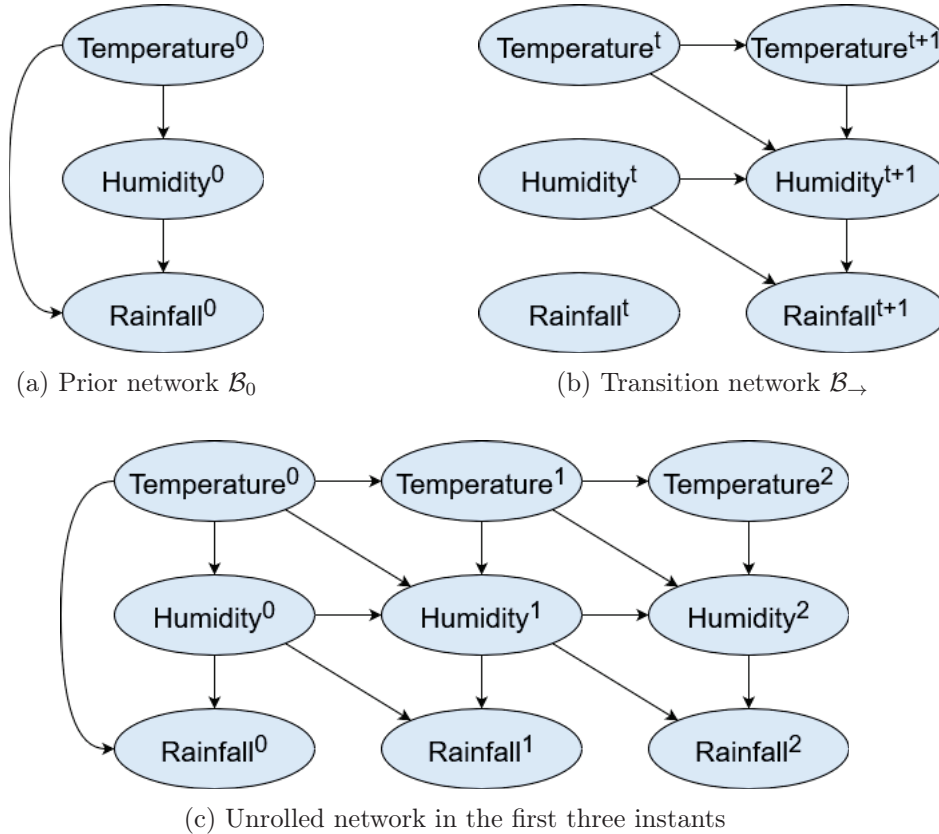 Temperature⁰ Temperatureᵗ Temperatureᵗ⁺¹
Humidity⁰ Humidityᵗ Humidityᵗ⁺¹
Rainfall⁰ Rainfallᵗ Rainfallᵗ⁺¹
(a) Prior network ℬ₀ (b) Transition network ℬ→
Temperature⁰ Temperature¹ Temperature²
Humidity⁰ Humidity¹ Humidity²
Rainfall⁰ Rainfall¹ Rainfall²
(c) Unrolled network in the first three instants